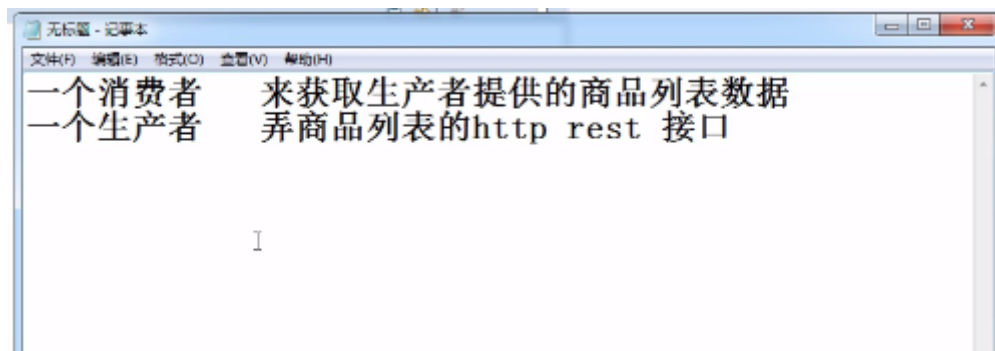 无标题 - 记事本
文件(F) 编辑(E) 格式(O) 查看(V) 帮助(H)
一个消费者 来获取生产者提供的商品列表数据
一个生产者 弄商品列表的http rest 接口